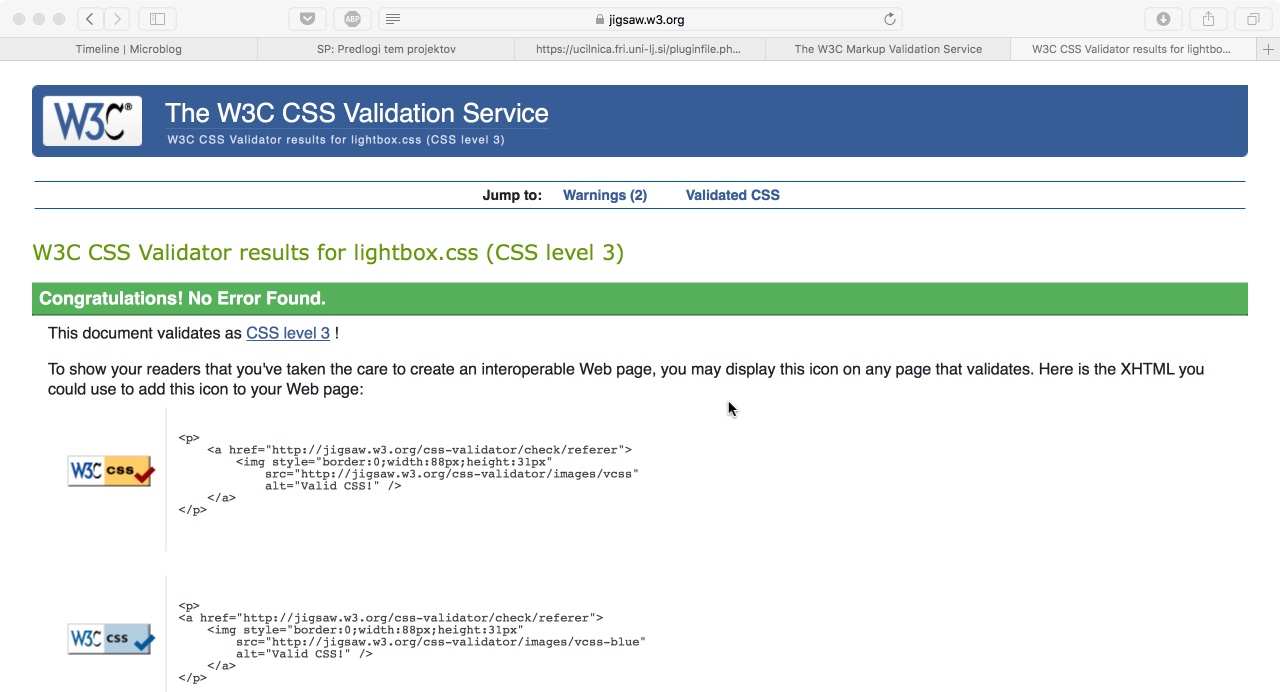 ABP
jigsaw.w3.org
Timeline | Microblog
SP: Predlogi tem projektov
https://ucilnica.fri.uni-lj.si/pluginfile.ph...
The W3C Markup Validation Service
W3C CSS Validator results for lightbo...
W3C®
The W3C CSS Validation Service
W3C CSS Validator results for lightbox.css (CSS level 3)
Jump to: Warnings (2) Validated CSS
W3C CSS Validator results for lightbox.css (CSS level 3)
Congratulations! No Error Found.
This document validates as CSS level 3 !
To show your readers that you've taken the care to create an interoperable Web page, you may display this icon on any page that validates. Here is the XHTML you
could use to add this icon to your Web page:
W3C css
<p>
<a href="http://jigsaw.w3.org/css-validator/check/referer">
<img style="border:0;width:88px;height:31px"
src="http://jigsaw.w3.org/css-validator/images/vcss"
alt="Valid CSS!" />
</a>
</p>
W3C css
<p>
<a href="http://jigsaw.w3.org/css-validator/check/referer">
<img style="border:0;width:88px;height:31px"
src="http://jigsaw.w3.org/css-validator/images/vcss-blue"
alt="Valid CSS!" />
</a>
</p>